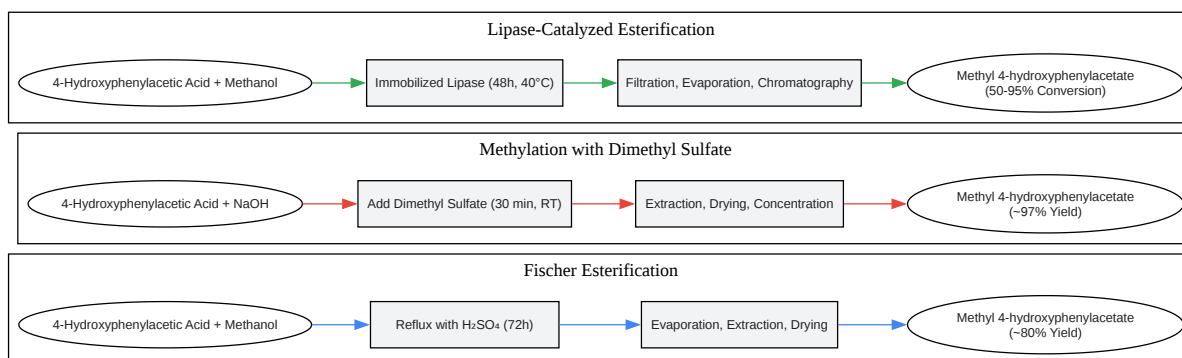 Lipase-Catalyzed Esterification
4-Hydroxyphenylacetic Acid + Methanol
Immobilized Lipase (48h, 40°C)
Filtration, Evaporation, Chromatography
Methyl 4-hydroxyphenylacetate
(50-95% Conversion)
Methylation with Dimethyl Sulfate
4-Hydroxyphenylacetic Acid + NaOH
Add Dimethyl Sulfate (30 min, RT)
Extraction, Drying, Concentration
Methyl 4-hydroxyphenylacetate
(~97% Yield)
Fischer Esterification
4-Hydroxyphenylacetic Acid + Methanol
Reflux with H₂SO₄ (72h)
Evaporation, Extraction, Drying
Methyl 4-hydroxyphenylacetate
(~80% Yield)